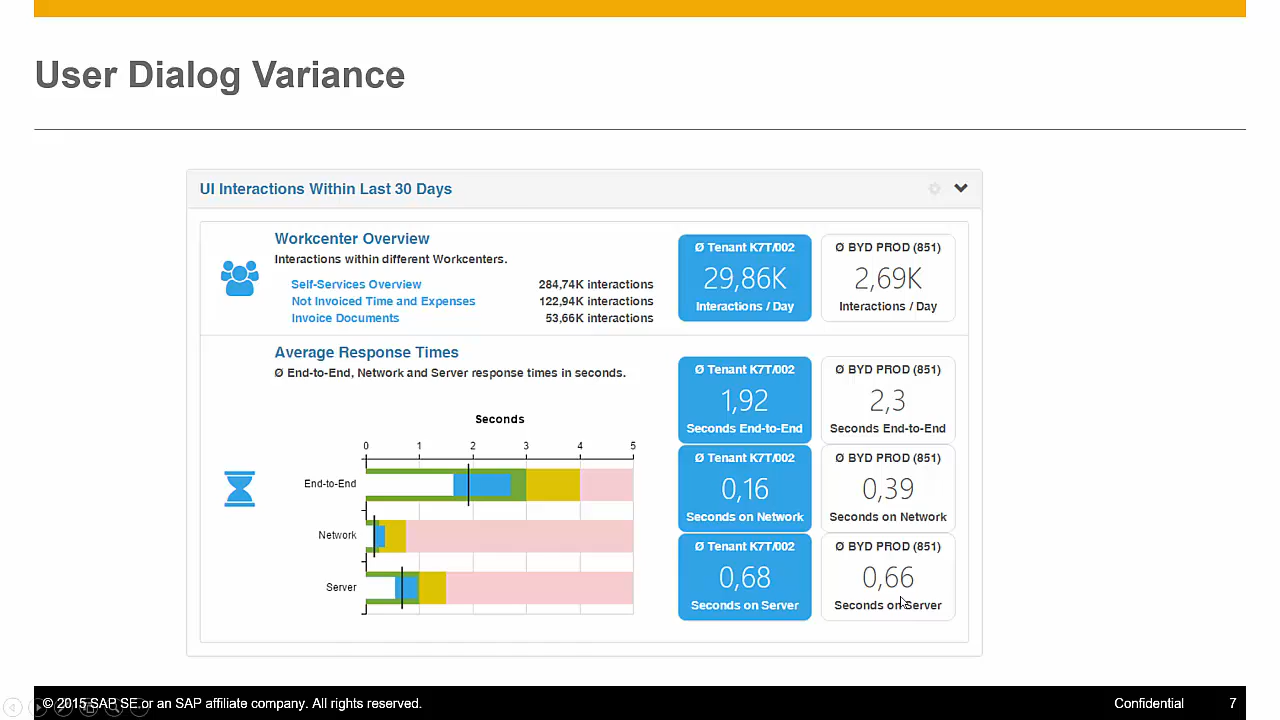 User Dialog Variance
UI Interactions Within Last 30 Days
Workcenter Overview
Interactions within different Workcenters.
Self-Services Overview 284,74K interactions
Not Invoiced Time and Expenses 122,94K interactions
Invoice Documents 53,66K interactions
Ø Tenant K7T/002
29,86K
Interactions / Day
Ø BYD PROD (851)
2,69K
Interactions / Day
Average Response Times
Ø End-to-End, Network and Server response times in seconds.
Seconds
0 1 2 3 4 5
End-to-End
Network
Server
Ø Tenant K7T/002
1,92
Seconds End-to-End
Ø BYD PROD (851)
2,3
Seconds End-to-End
Ø Tenant K7T/002
0,16
Seconds on Network
Ø BYD PROD (851)
0,39
Seconds on Network
Ø Tenant K7T/002
0,68
Seconds on Server
Ø BYD PROD (851)
0,66
Seconds on Server
© 2015 SAP SE or an SAP affiliate company. All rights reserved. Confidential 7